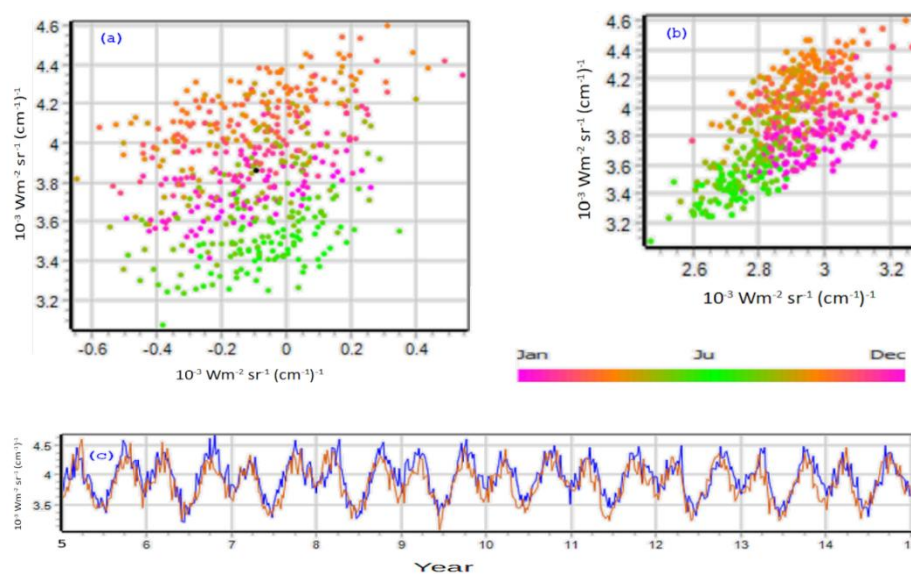 (a)
4.6
4.4
4.2
4
3.8
3.6
3.4
3.2
10⁻³ Wm⁻² sr⁻¹ (cm⁻¹)⁻¹
-0.6 -0.4 -0.2 0 0.2 0.4 0.6
10⁻³ Wm⁻² sr⁻¹ (cm⁻¹)⁻¹
(b)
4.6
4.4
4.2
4
3.8
3.6
3.4
3.2
10⁻³ Wm⁻² sr⁻¹ (cm⁻¹)⁻¹
2.6 2.8 3 3.2
10⁻³ Wm⁻² sr⁻¹ (cm⁻¹)⁻¹
Jan Ju Dec
(c)
4.5
4
3.5
10⁻³ Wm⁻² sr⁻¹ (cm⁻¹)⁻¹
5 6 7 8 9 10 11 12 13 14
Year